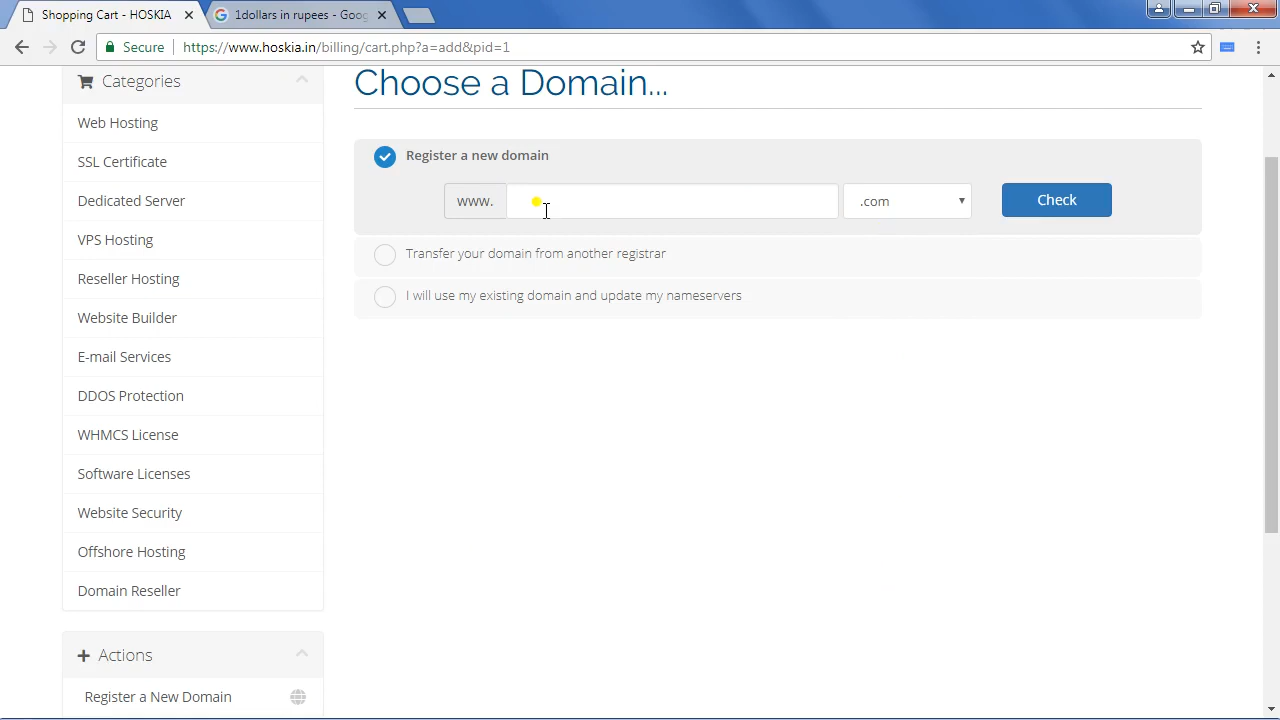 Shopping Cart - HOSKIA
1dollars in rupees - Goog
Secure
https://www.hoskia.in/billing/cart.php?a=add&pid=1
Categories
Web Hosting
SSL Certificate
Dedicated Server
VPS Hosting
Reseller Hosting
Website Builder
E-mail Services
DDOS Protection
WHMCS License
Software Licenses
Website Security
Offshore Hosting
Domain Reseller
Actions
Register a New Domain
Choose a Domain...
Register a new domain
www.
.com
Check
Transfer your domain from another registrar
I will use my existing domain and update my nameservers